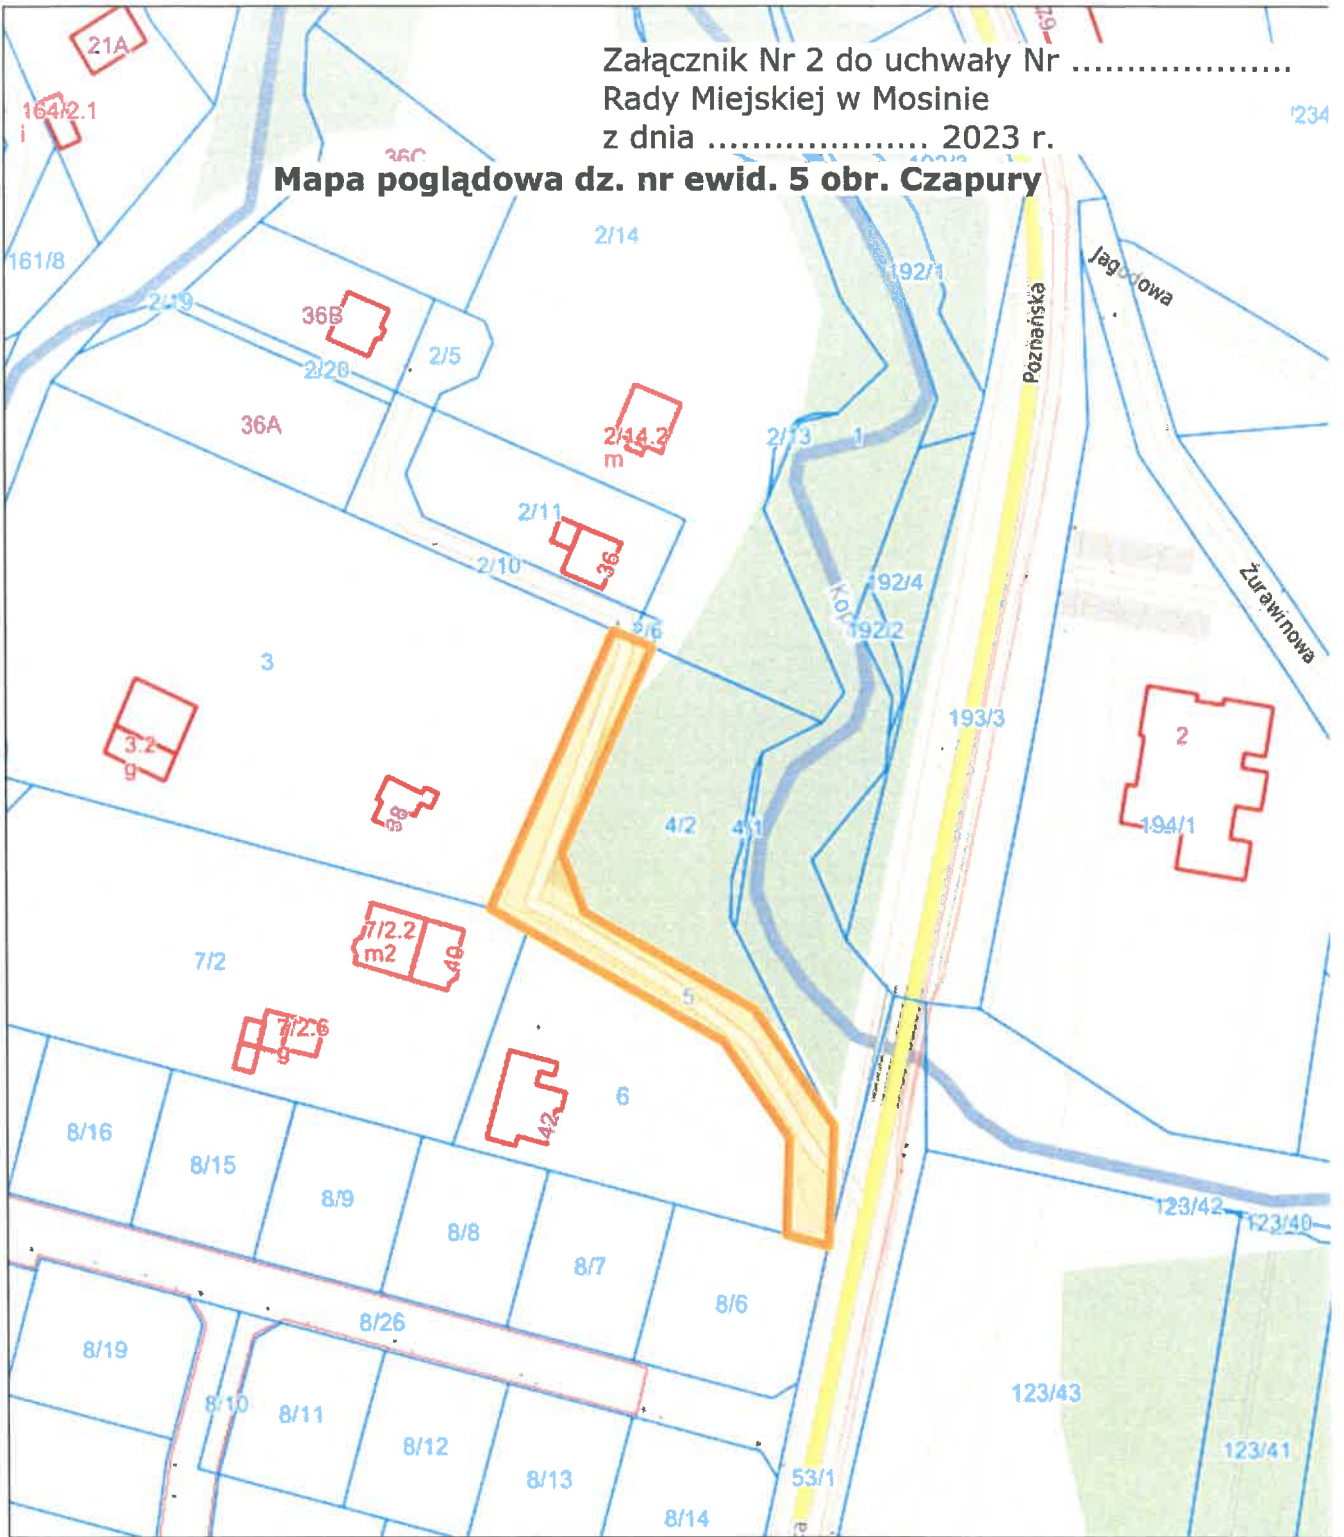 21A
79
Załącznik Nr 2 do uchwały Nr .....................
164/2.1
i
Rady Miejskiej w Mosinie
234
z dnia .................... 2023 r.
36C
Mapa poglądowa dz. nr ewid. 5 obr. Czapury
2/14
161/8
192/1
Jagodowa
2/19
36B
Poznańska
2/5
2/20
36A
2/14.2
m
2/13
1
2/11
36
2/10
192/4
Kop
Żurawinowa
192/2
3
193/3
2
3.2
g
38
4/2
4/1
194/1
7/2.2
m2
40
7/2
5
7/2.6
g
6
42
8/16
8/15
8/9
8/8
123/42
123/40
8/7
8/6
8/26
8/19
123/43
8/10
8/11
8/12
123/41
8/13
53/1
8/14